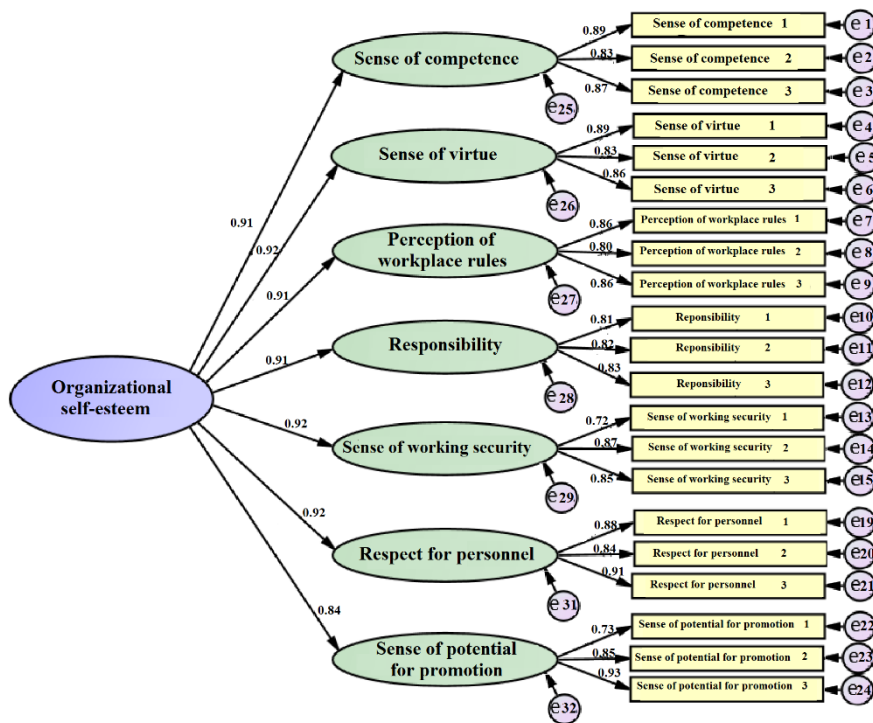 0.89
Sense of competence 1
e1
Sense of competence
0.83
Sense of competence 2
e2
0.87
Sense of competence 3
e3
e25
0.89
Sense of virtue 1
e4
Sense of virtue
0.83
Sense of virtue 2
e5
0.86
Sense of virtue 3
e6
e26
0.91
0.92
0.86
Perception of workplace rules 1
e7
Perception of
workplace rules
0.80
Perception of workplace rules 2
e8
0.86
Perception of workplace rules 3
e9
e27
0.91
0.81
Reponsibility 1
e10
Responsibility
0.82
Reponsibility 2
e11
0.83
Reponsibility 3
e12
e28
0.91
Organizational
self-esteem
0.92
0.72
Sense of working security 1
e13
Sense of working security
0.87
Sense of working security 2
e14
0.85
Sense of working security 3
e15
e29
0.92
0.88
Respect for personnel 1
e19
Respect for personnel
0.84
Respect for personnel 2
e20
0.91
Respect for personnel 3
e21
e31
0.84
0.73
Sense of potential for promotion 1
e22
Sense of potential
for promotion
0.85
Sense of potential for promotion 2
e23
0.93
Sense of potential for promotion 3
e24
e32